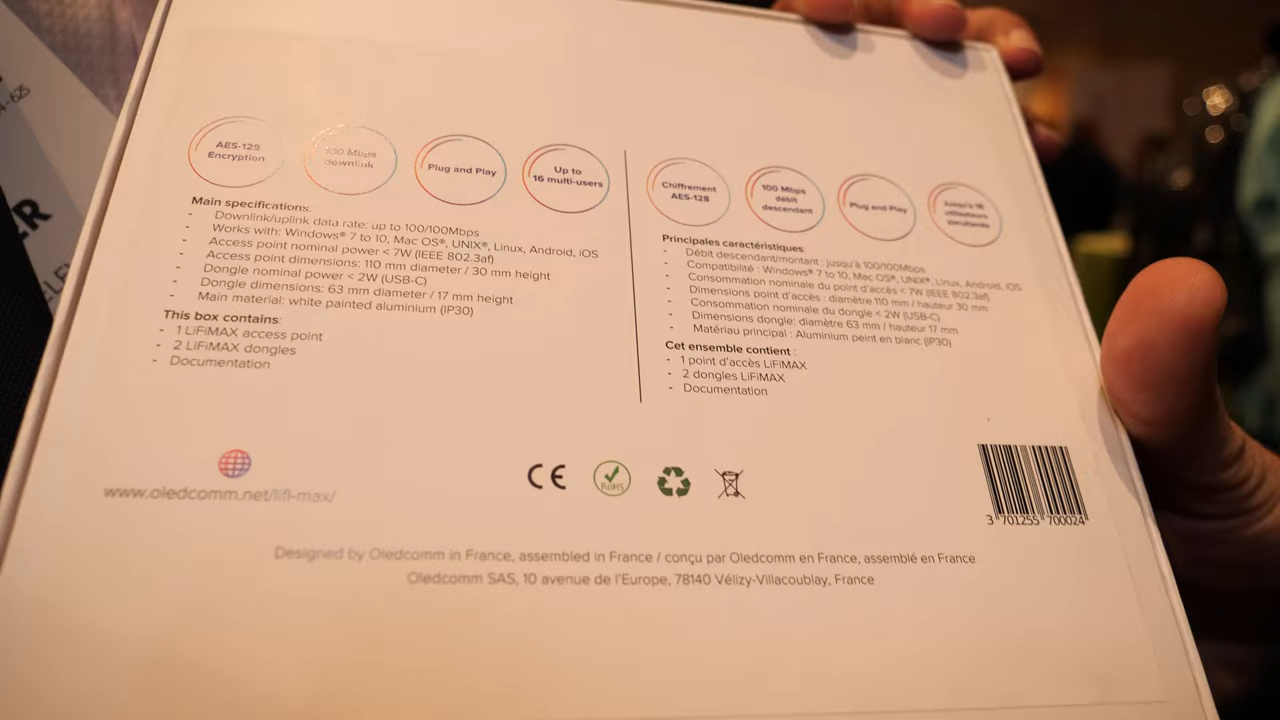 AES-128
Encryption
100 Mbps
downlink
Plug and Play
Up to
16 multi-users
Main specifications:
- Downlink/uplink data rate: up to 100/100Mbps
- Works with: Windows® 7 to 10, Mac OS®, UNIX®, Linux, Android, iOS
- Access point nominal power < 7W (IEEE 802.3af)
- Access point dimensions: 110 mm diameter / 30 mm height
- Dongle nominal power < 2W (USB-C)
- Dongle dimensions: 63 mm diameter / 17 mm height
- Main material: white painted aluminium (IP30)
This box contains:
- 1 LiFiMAX access point
- 2 LiFiMAX dongles
- Documentation
Chiffrement
AES-128
100 Mbps
débit
descendant
Plug and Play
Jusqu'à 16
utilisateurs
simultanés
Principales caractéristiques:
- Débit descendant/montant : jusqu'à 100/100Mbps
- Compatibilité : Windows® 7 to 10, Mac OS®, UNIX®, Linux, Android, iOS
- Consommation nominale du point d'accès < 7W (IEEE 802.3af)
- Dimensions point d'accès : diamètre 110 mm / hauteur 30 mm
- Consommation nominale du dongle < 2W (USB-C)
- Dimensions dongle: diamètre 63 mm / hauteur 17 mm
- Matériau principal : Aluminium peint en blanc (IP30)
Cet ensemble contient :
- 1 point d'accès LiFiMAX
- 2 dongles LiFiMAX
- Documentation
www.oledcomm.net/lifi-max/
CE
RoHS
3 701255 700024
Designed by Oledcomm in France, assembled in France / conçu par Oledcomm en France, assemblé en France
Oledcomm SAS, 10 avenue de l'Europe, 78140 Vélizy-Villacoublay, France